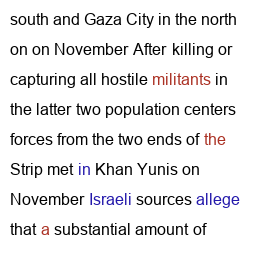 south and Gaza City in the north
on on November After killing or
capturing all hostile militants in
the latter two population centers
forces from the two ends of the
Strip met in Khan Yunis on
November Israeli sources allege
that a substantial amount of